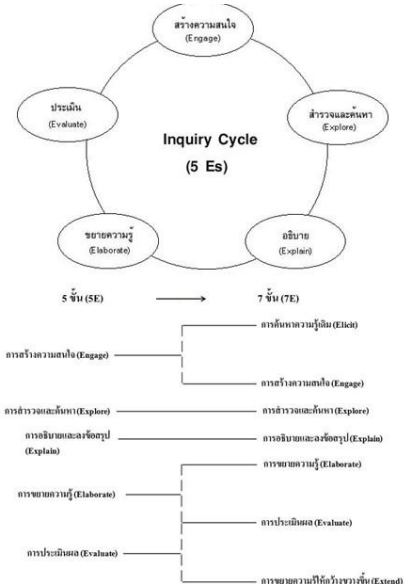 สร้างความสนใจ
(Engage)
ประเมิน
(Evaluate)
สำรวจและค้นหา
(Explore)
Inquiry Cycle
(5 Es)
ขยายความรู้
(Elaborate)
อธิบาย
(Explain)
5 ขั้น (5E)
7 ขั้น (7E)
การค้นหาความรู้เดิม (Elicit)
การสร้างความสนใจ (Engage)
การสร้างความสนใจ (Engage)
การสำรวจและค้นหา (Explore)
การสำรวจและค้นหา (Explore)
การอธิบายและลงข้อสรุป
(Explain)
การอธิบายและลงข้อสรุป (Explain)
การขยายความรู้ (Elaborate)
การขยายความรู้ (Elaborate)
การประเมินผล (Evaluate)
การประเมินผล (Evaluate)
การขยายความรู้ให้กว้างขวางขึ้น (Extend)